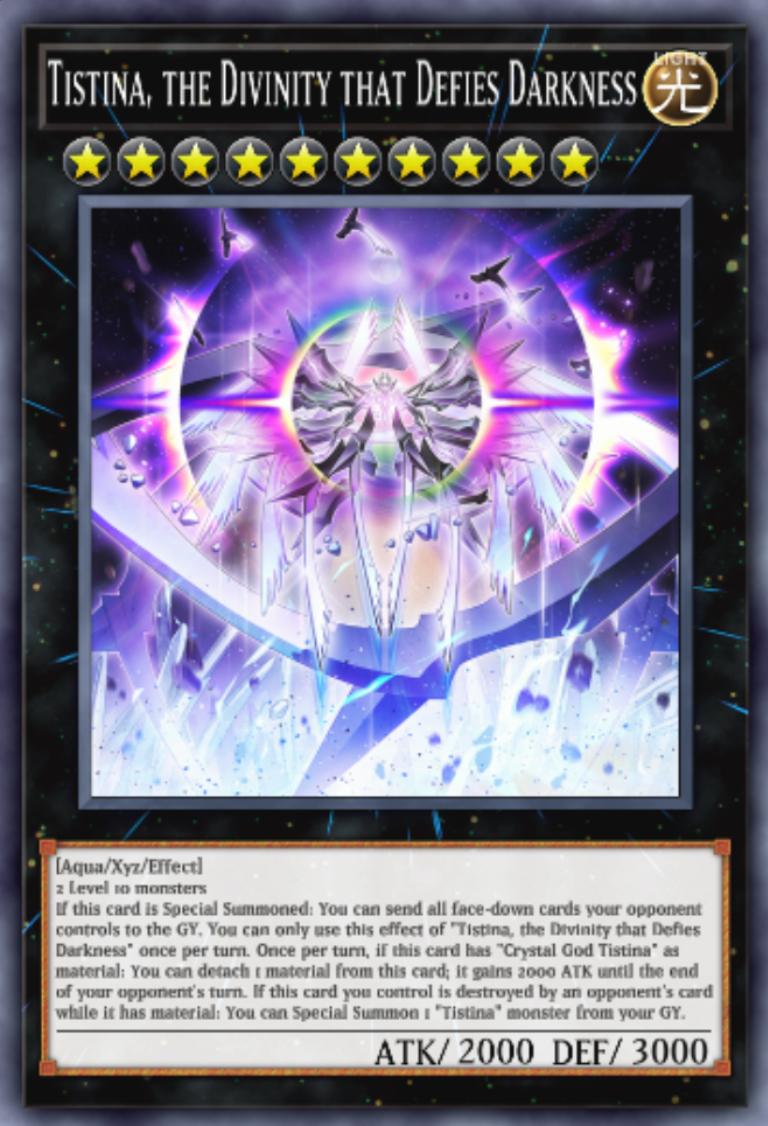 TISTINA, THE DIVINITY THAT DEFIES DARKNESS
LIGHT
光
[Aqua/Xyz/Effect]
2 Level 10 monsters
If this card is Special Summoned: You can send all face-down cards your opponent
controls to the GY. You can only use this effect of "Tistina, the Divinity that Defies
Darkness" once per turn. Once per turn, if this card has "Crystal God Tistina" as
material: You can detach 1 material from this card; it gains 2000 ATK until the end
of your opponent's turn. If this card you control is destroyed by an opponent's card
while it has material: You can Special Summon 1 "Tistina" monster from your GY.
ATK/ 2000 DEF/ 3000